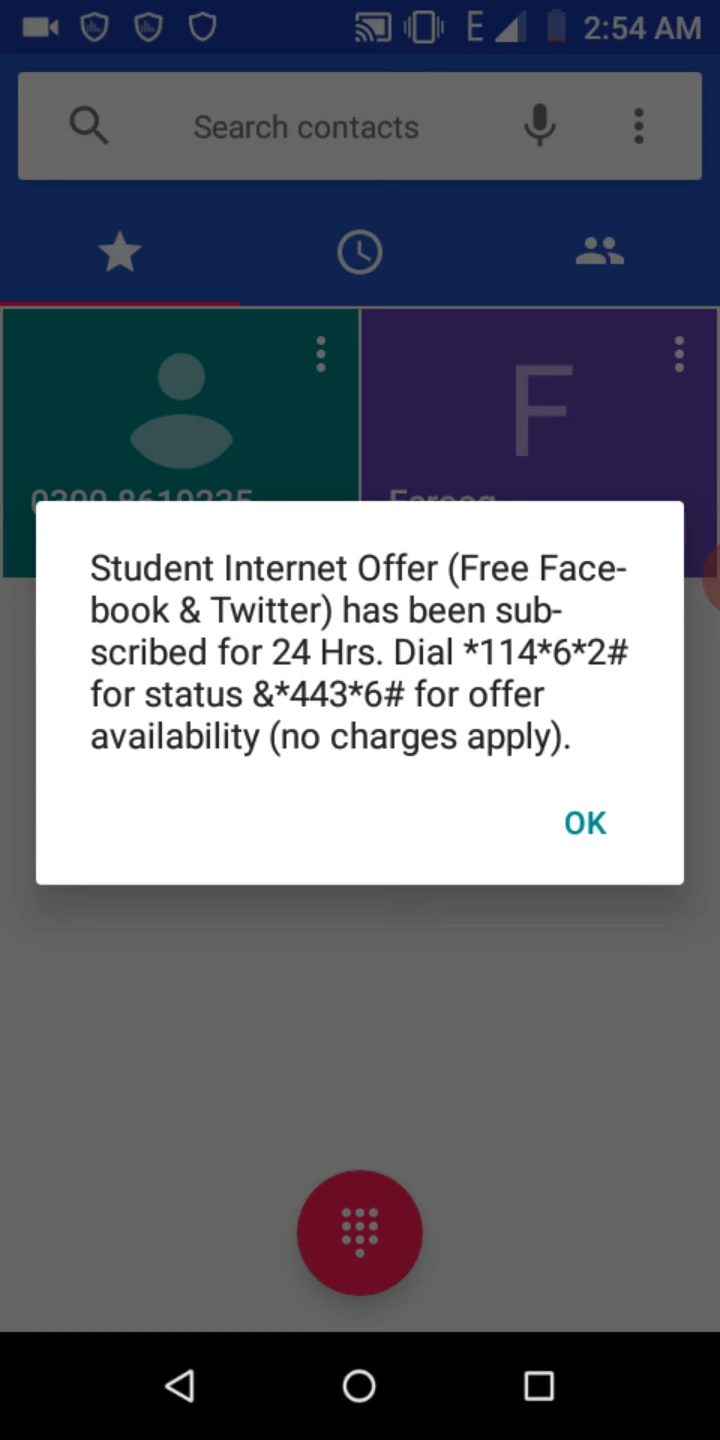 E 2:54 AM
Search contacts
F
Student Internet Offer (Free Face-
book & Twitter) has been sub-
scribed for 24 Hrs. Dial *114*6*2#
for status &*443*6# for offer
availability (no charges apply).
OK